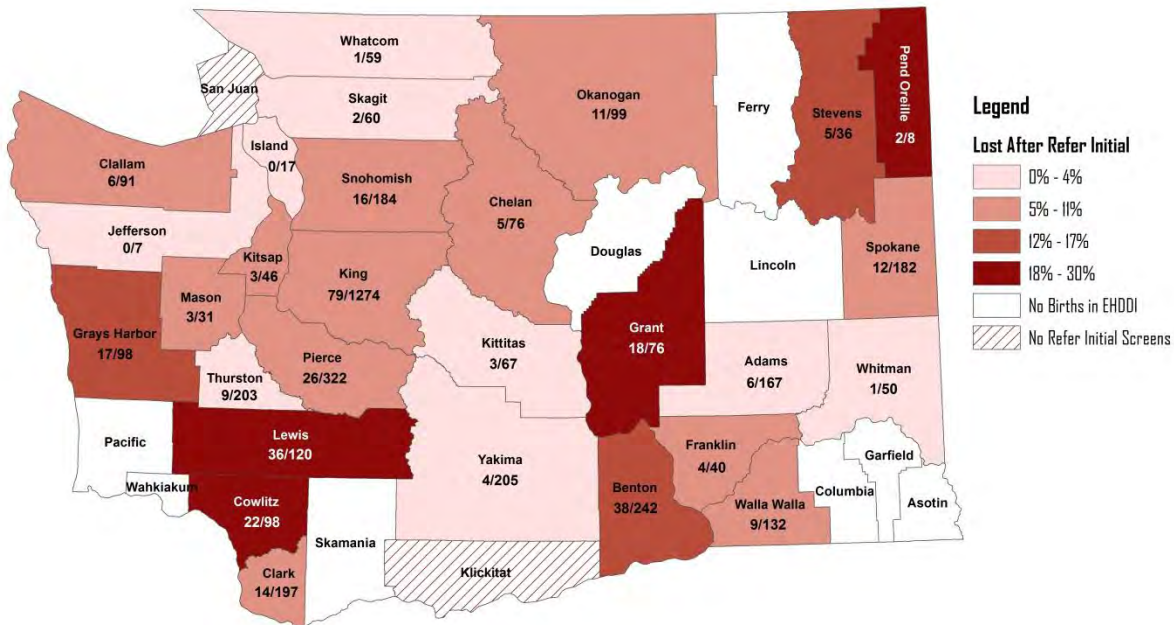 Whatcom
1/59
San Juan
Skagit
2/60
Okanogan
11/99
Ferry
Stevens
5/36
Pend Oreille
2/8
Island
0/17
Clallam
6/91
Snohomish
16/184
Chelan
5/76
Jefferson
0/7
Douglas
Lincoln
Spokane
12/182
Kitsap
3/46
King
79/1274
Mason
3/31
Grays Harbor
17/98
Grant
18/76
Kittitas
3/67
Adams
6/167
Whitman
1/50
Pierce
26/322
Thurston
9/203
Pacific
Lewis
36/120
Yakima
4/205
Franklin
4/40
Garfield
Wahkiakum
Cowlitz
22/98
Benton
38/242
Walla Walla
9/132
Columbia
Asotin
Skamania
Klickitat
Clark
14/197
Legend
Lost After Refer Initial
0% - 4%
5% - 11%
12% - 17%
18% - 30%
No Births in EHDDI
No Refer Initial Screens